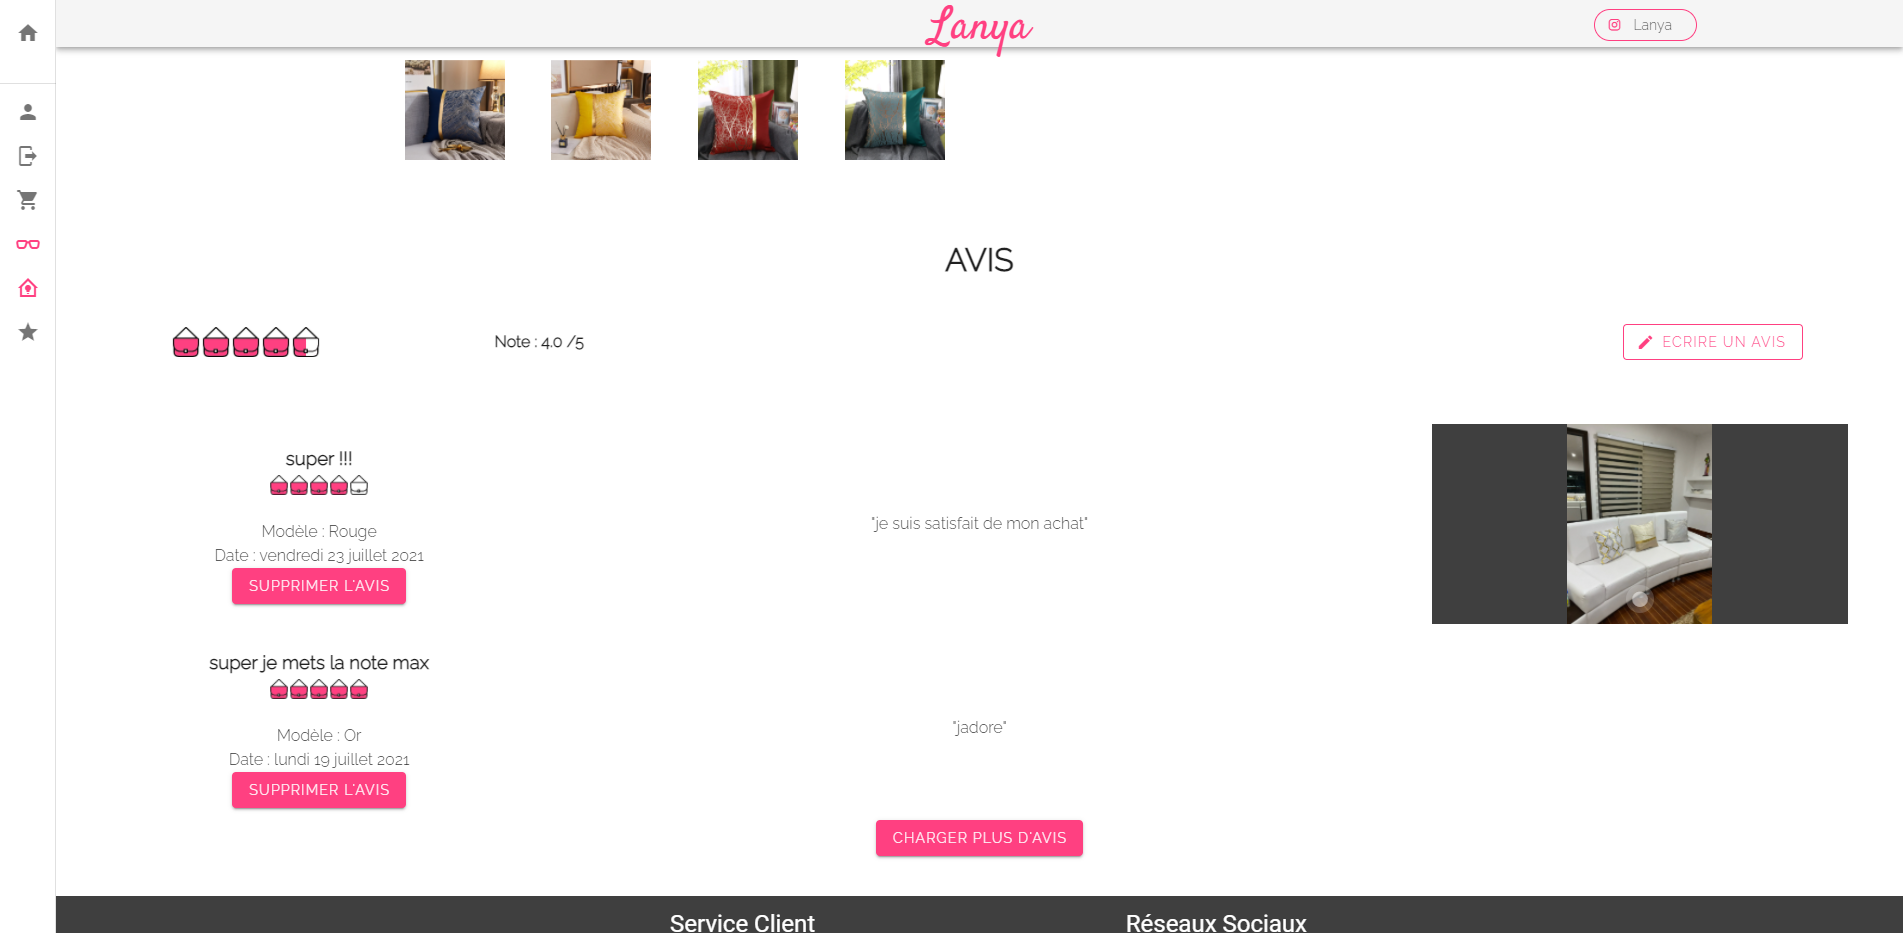 Lanya
Lanya
AVIS
Note : 4.0 /5
ECRIRE UN AVIS
super !!!
Modèle : Rouge
Date : vendredi 23 juillet 2021
SUPPRIMER L'AVIS
"je suis satisfait de mon achat"
super je mets la note max
Modèle : Or
Date : lundi 19 juillet 2021
SUPPRIMER L'AVIS
"jadore"
CHARGER PLUS D'AVIS
Service Client
Réseaux Sociaux